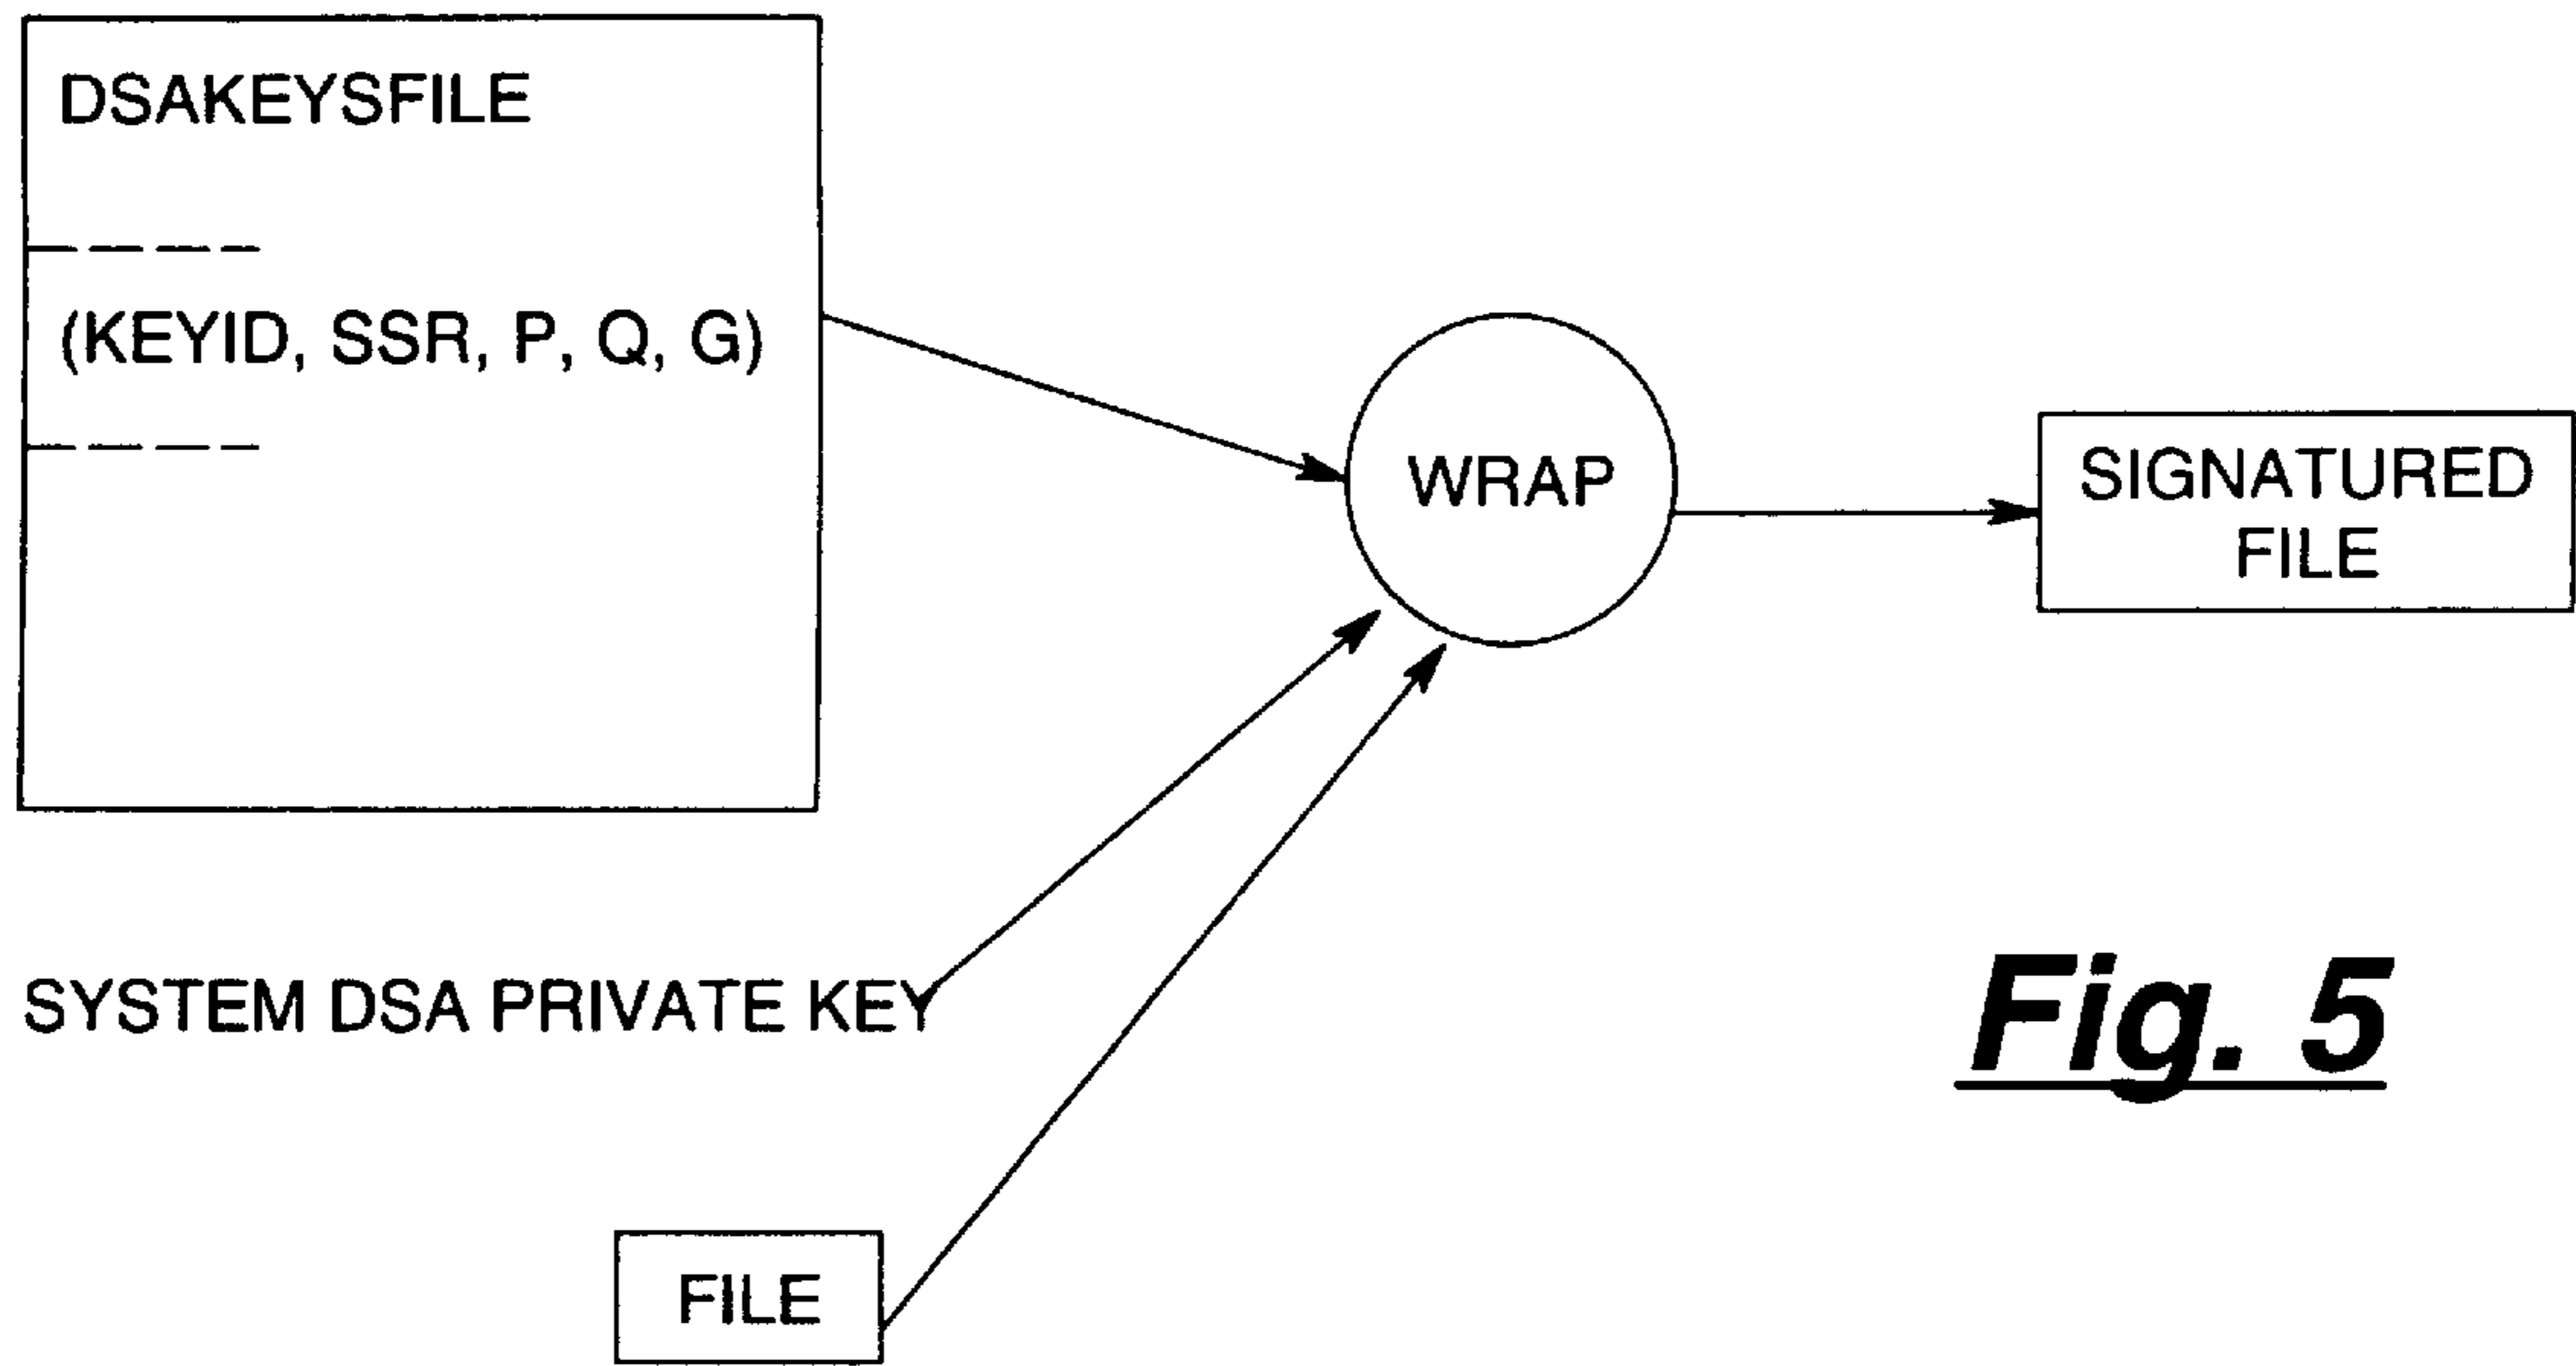 DSAKEYSFILE
(KEYID, SSR, P, Q, G)
WRAP
SIGNATURED
FILE
SYSTEM DSA PRIVATE KEY
FILE
Fig. 5